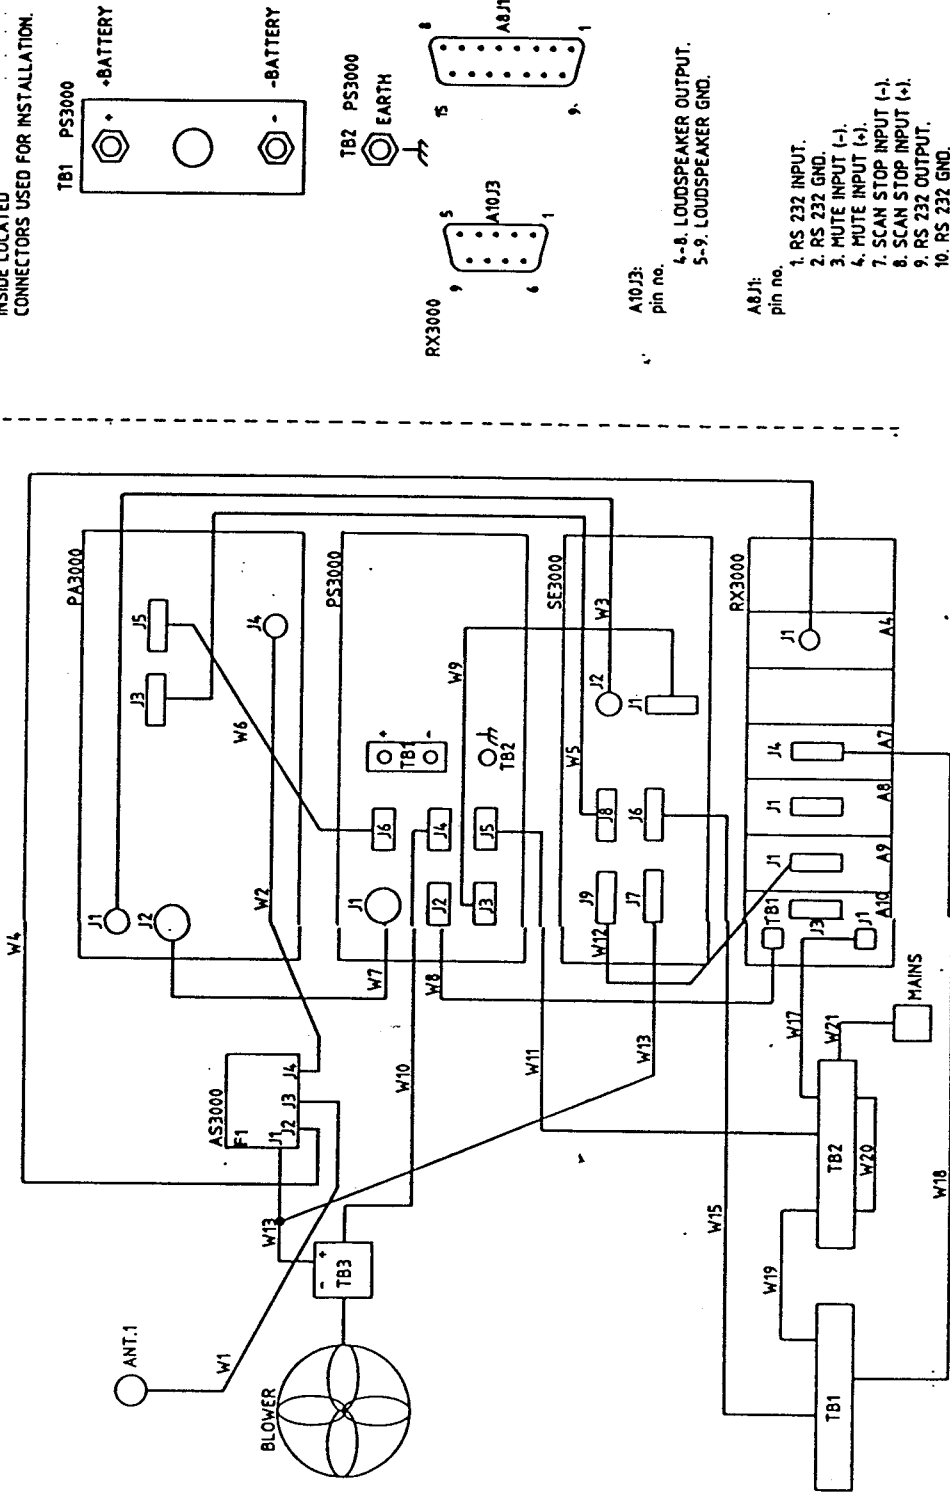 INSIDE LOCATED
CONNECTORS USED FOR INSTALLATION.
TB1 PS3000
+BATTERY
+
-
-BATTERY
TB2 PS3000
EARTH
RX3000
9
5
6
1
A10J3
15
8
9.
1
A8J1
A10J3:
pin no.
4-8. LOUDSPEAKER OUTPUT.
5-9. LOUDSPEAKER GND.
A8J1:
pin no.
1. RS 232 INPUT.
2. RS 232 GND.
3. MUTE INPUT (-).
4. MUTE INPUT (+).
7. SCAN STOP INPUT (-).
8. SCAN STOP INPUT (+).
9. RS 232 OUTPUT.
10. RS 232 GND.
W4
PA3000
J1
J2
J3
J5
J4
W6
W2
PS3000
J1
J6
J2
J4
J3
J5
TB1
+
-
TB2
W9
W7
W8
W10
W11
SE3000
J9
J8
J7
J6
J2
J1
W5
W3
W12
W13
RX3000
TB1
J3
J1
A10
J1
A9
J1
A8
J4
A7
J1
A4
AS3000
F1
J1
J2
J3
J4
W13
-
+
TB3
ANT.1
W1
BLOWER
W15
W17
W21
MAINS
TB2
W20
W19
TB1
W18